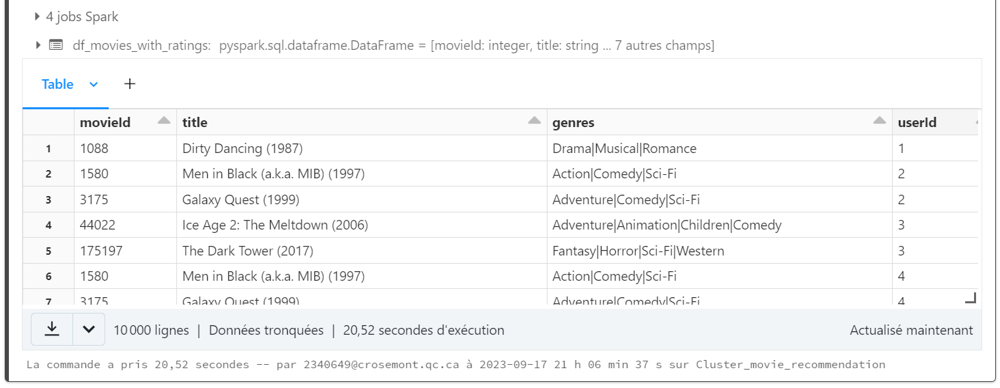 4 jobs Spark
df_movies_with_ratings: pyspark.sql.dataframe.DataFrame = [movieId: integer, title: string ... 7 autres champs]
Table +
movieId title genres userId
1 1088 Dirty Dancing (1987) Drama|Musical|Romance 1
2 1580 Men in Black (a.k.a. MIB) (1997) Action|Comedy|Sci-Fi 2
3 3175 Galaxy Quest (1999) Adventure|Comedy|Sci-Fi 2
4 44022 Ice Age 2: The Meltdown (2006) Adventure|Animation|Children|Comedy 3
5 175197 The Dark Tower (2017) Fantasy|Horror|Sci-Fi|Western 3
6 1580 Men in Black (a.k.a. MIB) (1997) Action|Comedy|Sci-Fi 4
7 3175 Galaxy Quest (1999) Adventure|Comedy|Sci-Fi 4
10 000 lignes | Données tronquées | 20,52 secondes d'exécution Actualisé maintenant
La commande a pris 20,52 secondes -- par 2340649@crosemont.qc.ca à 2023-09-17 21 h 06 min 37 s sur Cluster_movie_recommendation